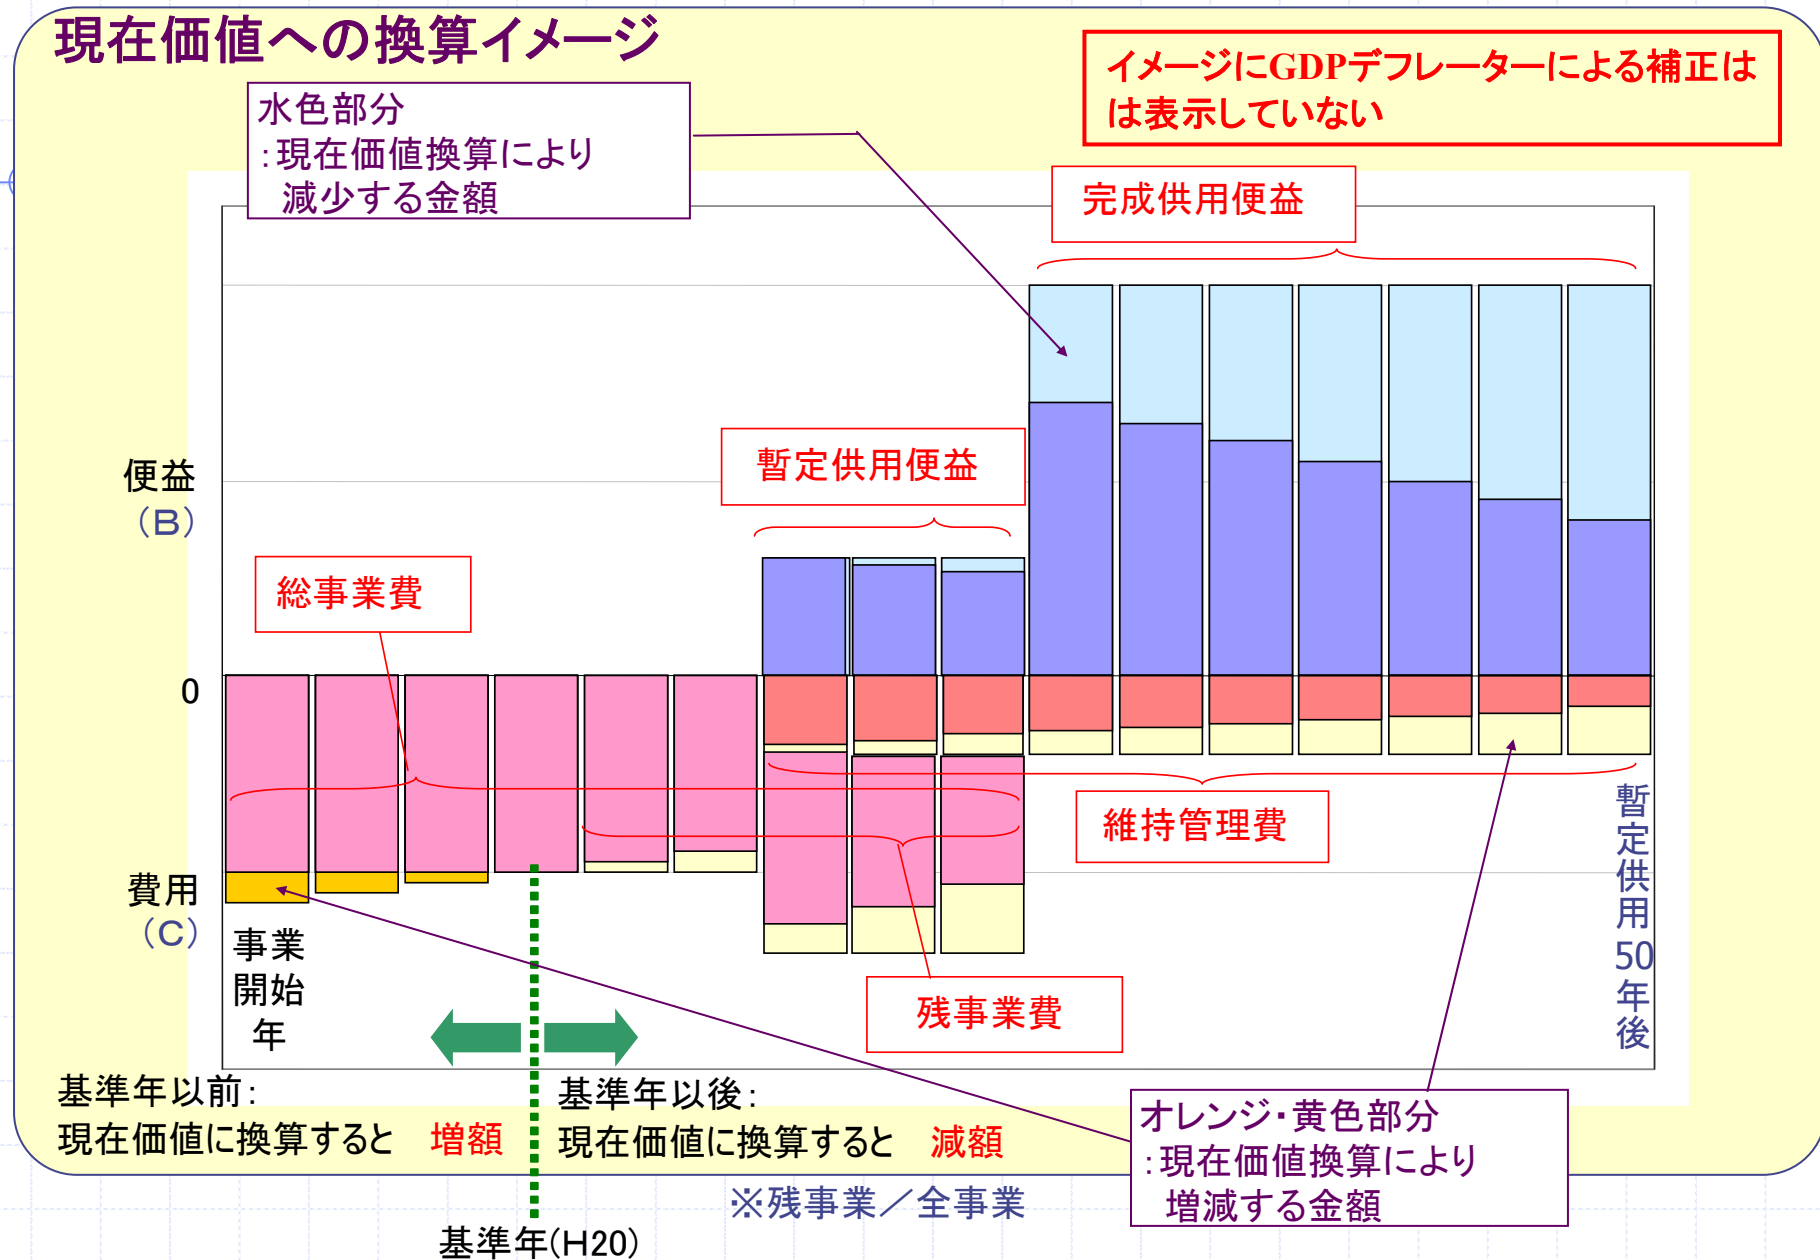 現在価値への換算イメージ
イメージにGDPデフレーターによる補正は
は表示していない
水色部分
:現在価値換算により
減少する金額
完成供用便益
暫定供用便益
便益
（B）
総事業費
0
維持管理費
費用
（C）
事業
開始
年
残事業費
暫定供用50年後
基準年以前:
現在価値に換算すると 増額
基準年以後:
現在価値に換算すると 減額
オレンジ・黄色部分
:現在価値換算により
増減する金額
※残事業／全事業
基準年(H20)